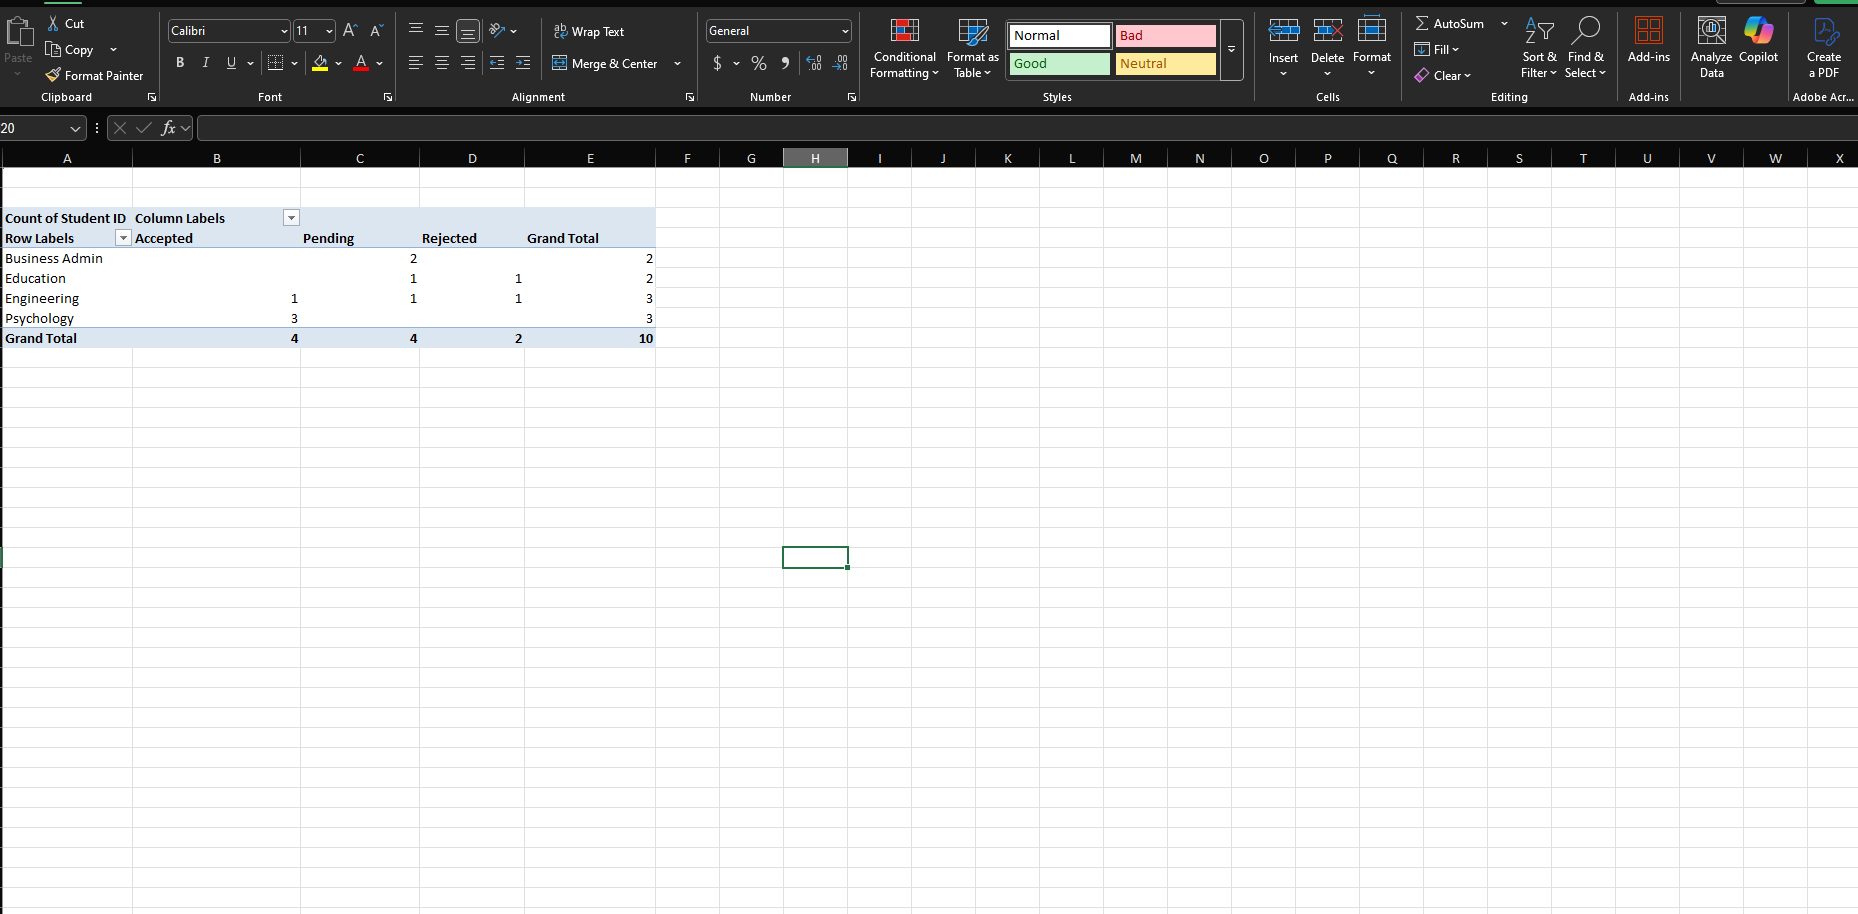 Cut
Copy
Format Painter
Paste
Clipboard
Calibri 11 A A
B I U A
Font
ab Wrap Text
Merge & Center
Alignment
General
$ % 9
Number
Conditional Formatting
Format as Table
Normal Bad
Good Neutral
Styles
Insert Delete Format
Cells
AutoSum
Fill
Clear
Sort & Filter
Find & Select
Editing
Add-ins
Add-ins
Analyze Data
Copilot
Create a PDF
Adobe Acr...
20 fx
A B C D E F G H I J K L M N O P Q R S T U V W X
Count of Student ID Column Labels
Row Labels Accepted Pending Rejected Grand Total
Business Admin 2 2
Education 1 1 2
Engineering 1 1 1 3
Psychology 3 3
Grand Total 4 4 2 10